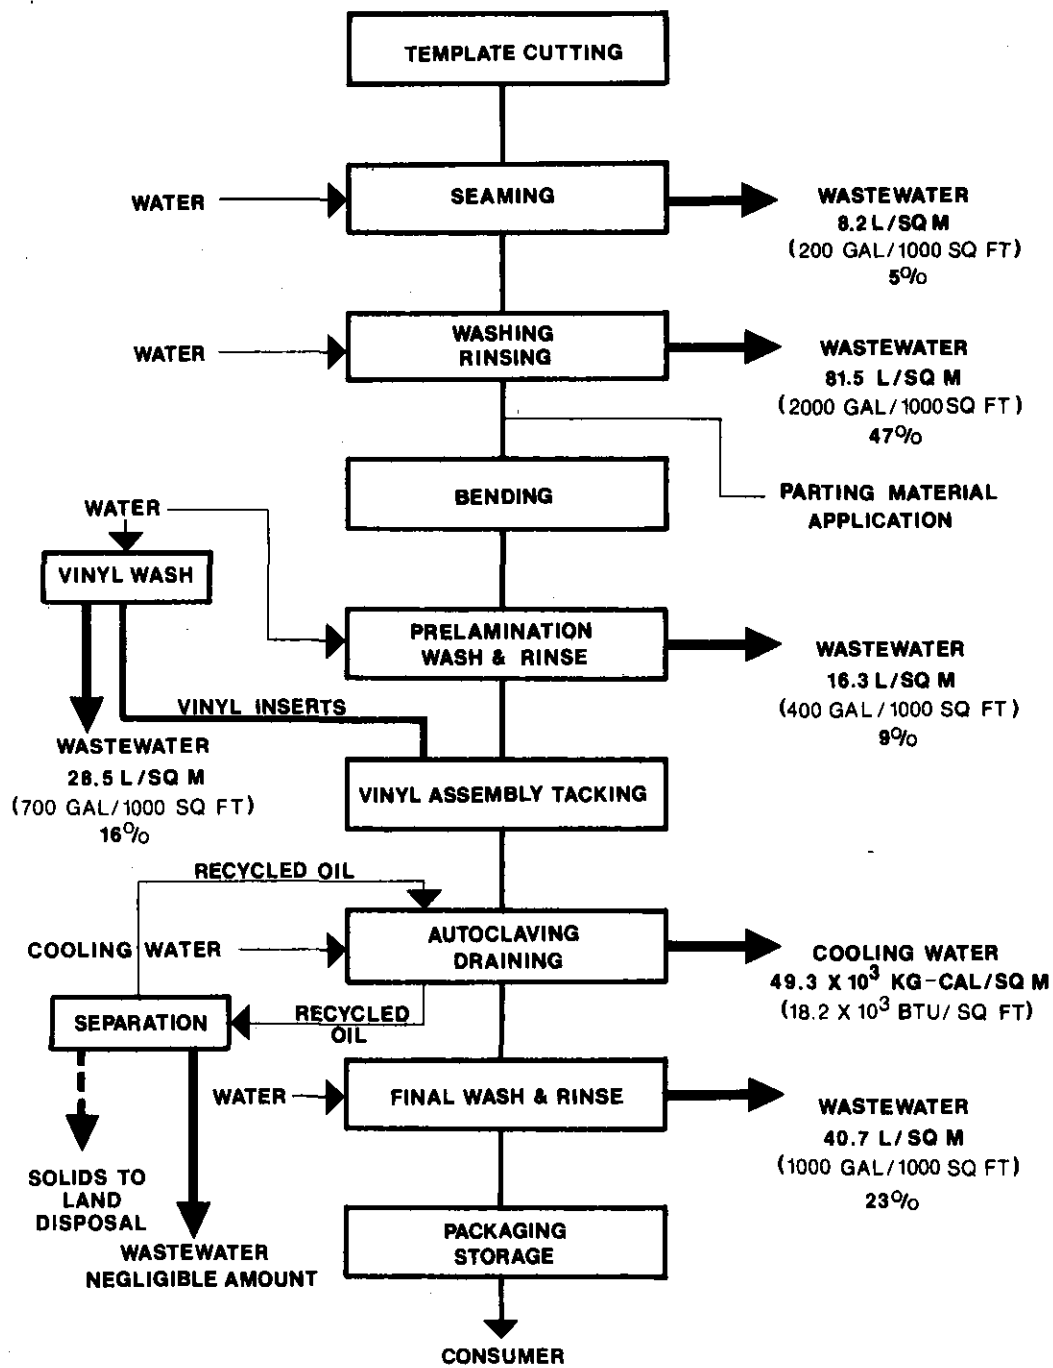 TEMPLATE CUTTING
WATER
SEAMING
WASTEWATER
8.2 L/SQ M
(200 GAL/1000 SQ FT)
5%
WATER
WASHING
RINSING
WASTEWATER
81.5 L/SQ M
(2000 GAL/1000 SQ FT)
47%
BENDING
PARTING MATERIAL
APPLICATION
WATER
VINYL WASH
PRELAMINATION
WASH & RINSE
WASTEWATER
16.3 L/SQ M
(400 GAL/1000 SQ FT)
9%
VINYL INSERTS
WASTEWATER
28.5 L/SQ M
(700 GAL/1000 SQ FT)
16%
VINYL ASSEMBLY TACKING
RECYCLED OIL
COOLING WATER
AUTOCLAVING
DRAINING
COOLING WATER
49.3 X 10³ KG-CAL/SQ M
(18.2 X 10³ BTU/ SQ FT)
SEPARATION
RECYCLED
OIL
WATER
FINAL WASH & RINSE
WASTEWATER
40.7 L/SQ M
(1000 GAL/1000 SQ FT)
23%
SOLIDS TO
LAND
DISPOSAL
WASTEWATER
NEGLIGIBLE AMOUNT
PACKAGING
STORAGE
CONSUMER